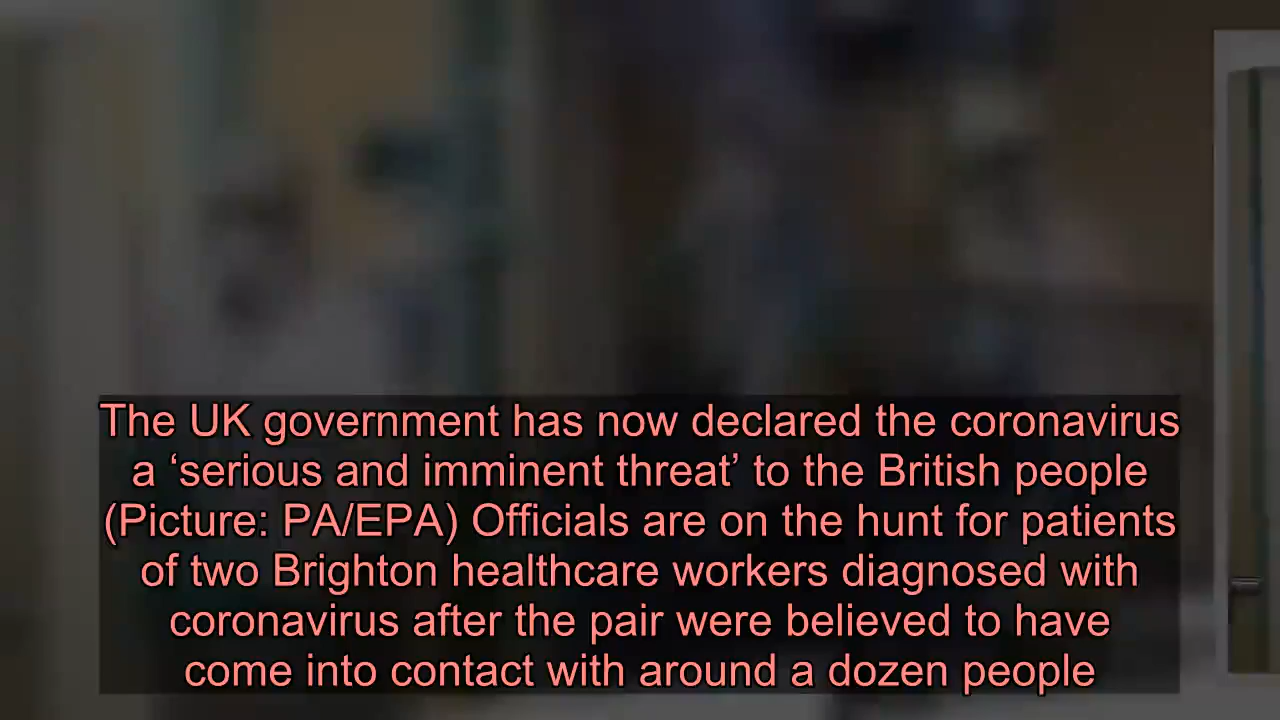 The UK government has now declared the coronavirus
a ‘serious and imminent threat’ to the British people
(Picture: PA/EPA) Officials are on the hunt for patients
of two Brighton healthcare workers diagnosed with
coronavirus after the pair were believed to have
come into contact with around a dozen people